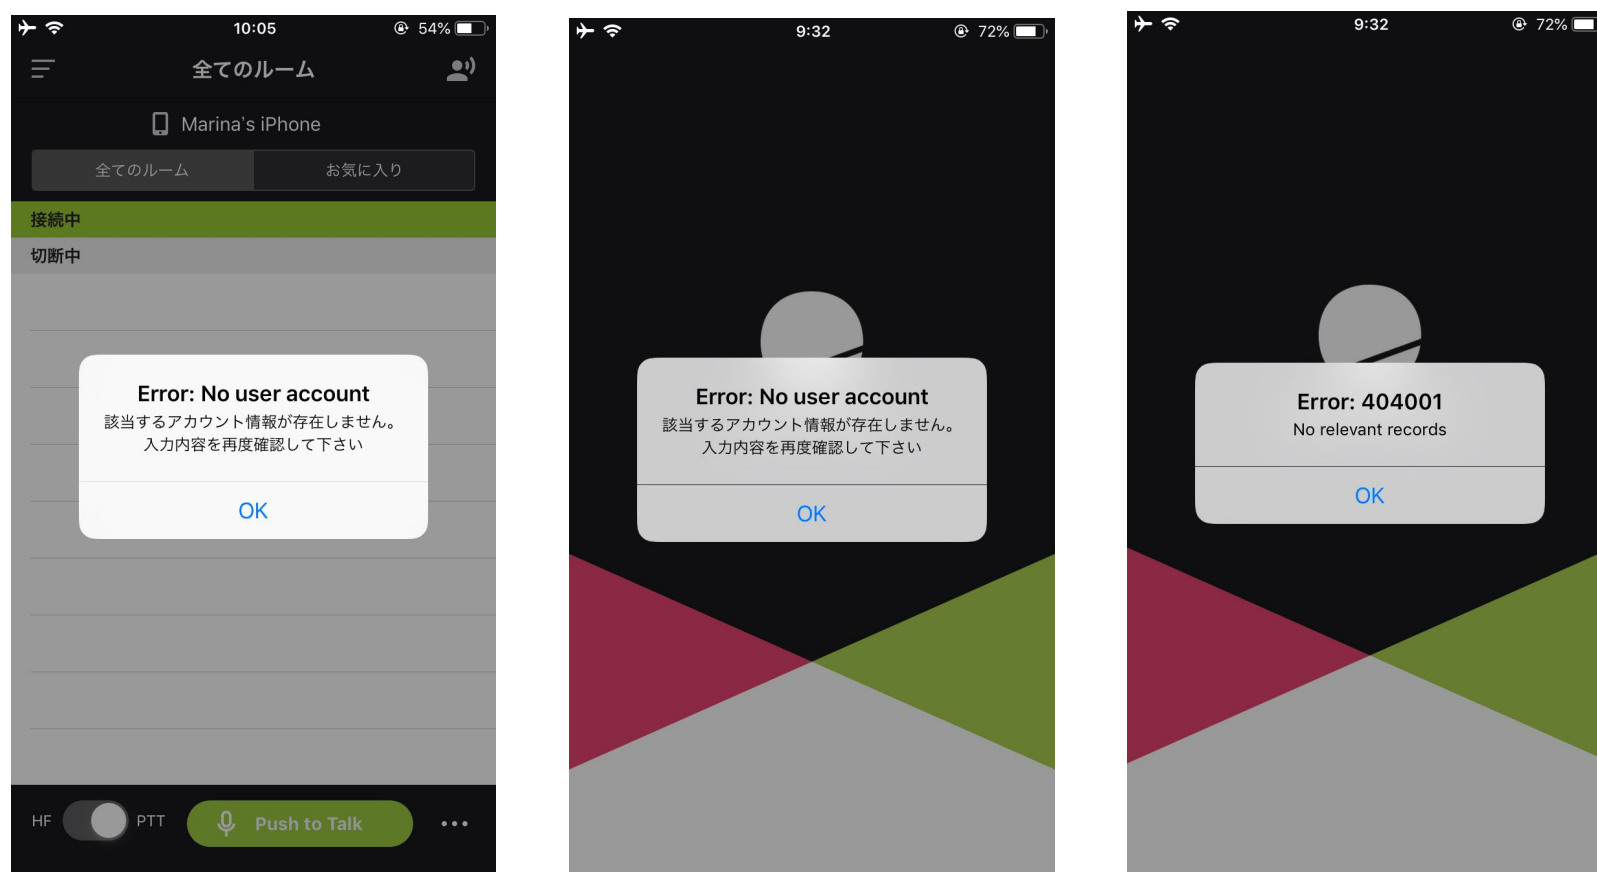 10:05
54%
全てのルーム
Marina's iPhone
全てのルーム
お気に入り
接続中
切断中
Error: No user account
該当するアカウント情報が存在しません。
入力内容を再度確認して下さい
OK
HF
PTT
Push to Talk
9:32
72%
Error: No user account
該当するアカウント情報が存在しません。
入力内容を再度確認して下さい
OK
9:32
72%
Error: 404001
No relevant records
OK